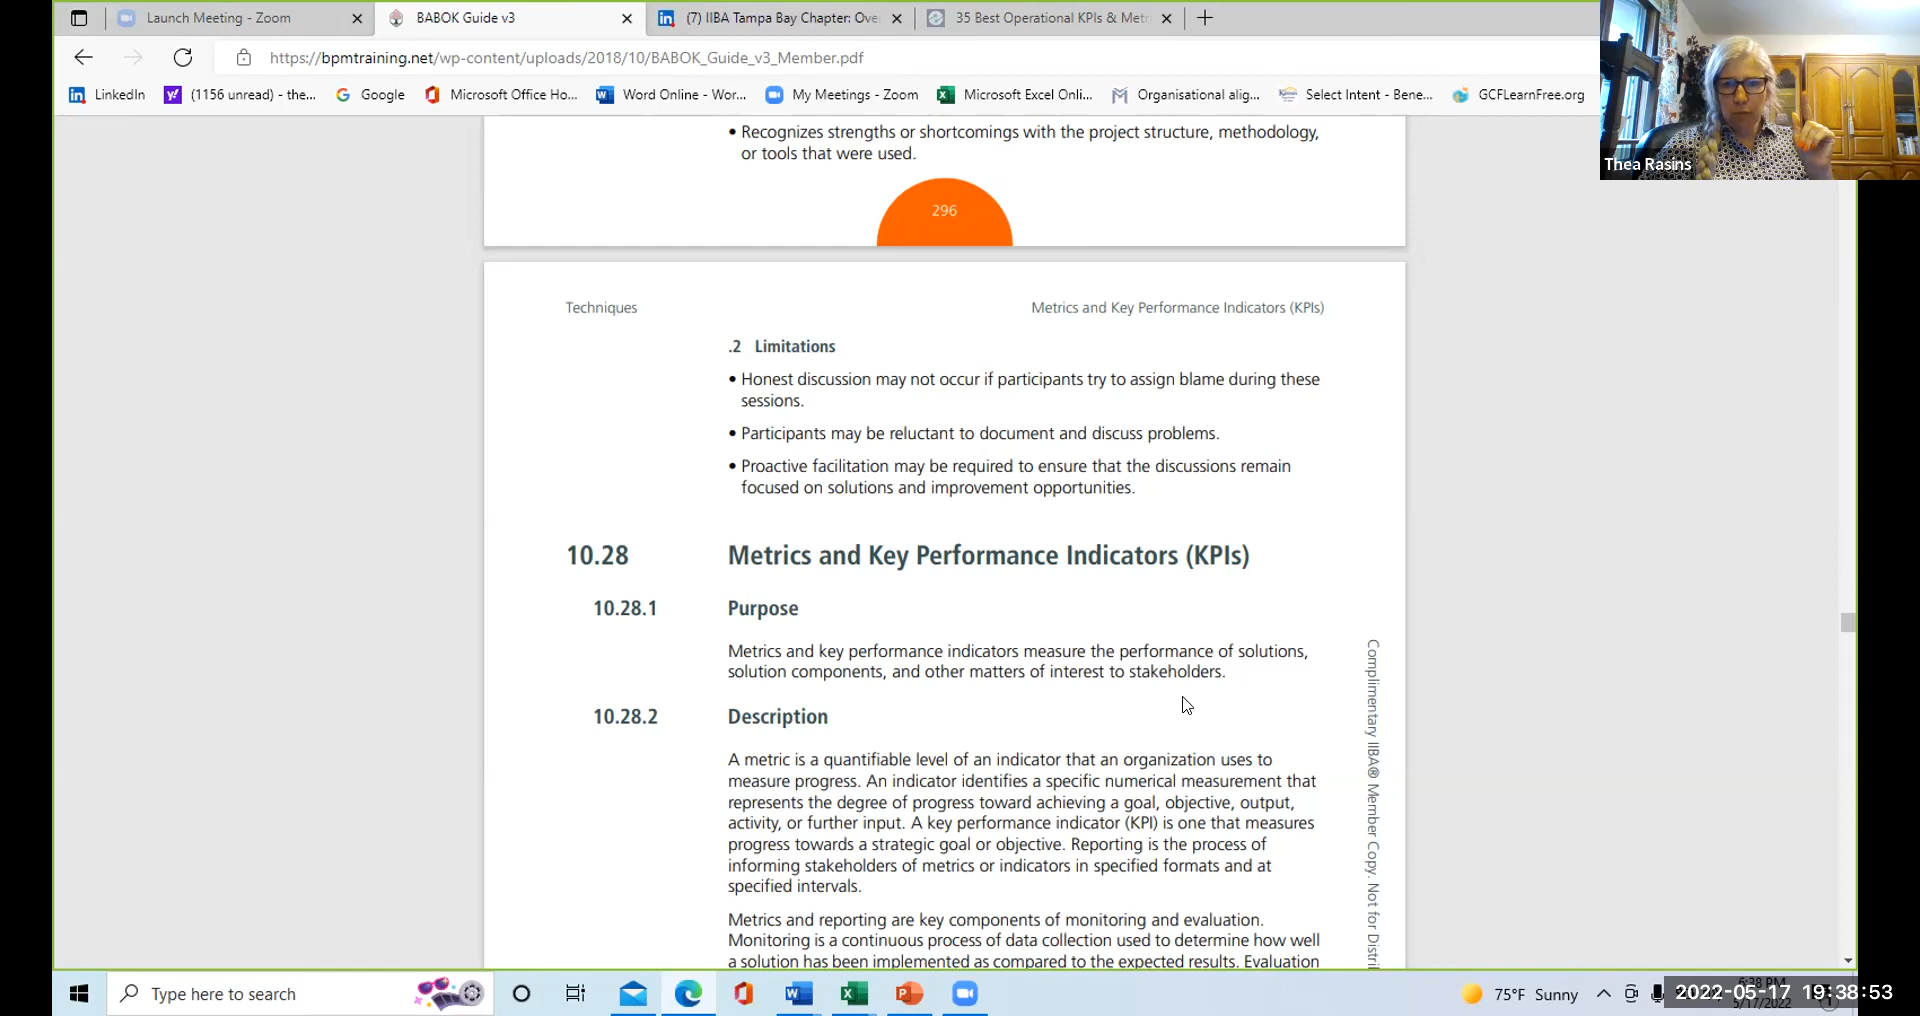 Launch Meeting - Zoom
BABOK Guide v3
(7) IIBA Tampa Bay Chapter: Ove
35 Best Operational KPIs & Met
https://bpmtraining.net/wp-content/uploads/2018/10/BABOK_Guide_v3_Member.pdf
LinkedIn
(1156 unread) - the...
Google
Microsoft Office Ho...
Word Online - Wor...
My Meetings - Zoom
Microsoft Excel Onli...
Organisational alig...
Select Intent - Bene...
GCFLearnFree.org
Thea Rasins
• Recognizes strengths or shortcomings with the project structure, methodology,
or tools that were used.
296
Techniques
Metrics and Key Performance Indicators (KPIs)
.2 Limitations
• Honest discussion may not occur if participants try to assign blame during these
sessions.
• Participants may be reluctant to document and discuss problems.
• Proactive facilitation may be required to ensure that the discussions remain
focused on solutions and improvement opportunities.
10.28 Metrics and Key Performance Indicators (KPIs)
10.28.1 Purpose
Metrics and key performance indicators measure the performance of solutions,
solution components, and other matters of interest to stakeholders.
10.28.2 Description
A metric is a quantifiable level of an indicator that an organization uses to
measure progress. An indicator identifies a specific numerical measurement that
represents the degree of progress toward achieving a goal, objective, output,
activity, or further input. A key performance indicator (KPI) is one that measures
progress towards a strategic goal or objective. Reporting is the process of
informing stakeholders of metrics or indicators in specified formats and at
specified intervals.
Metrics and reporting are key components of monitoring and evaluation.
Monitoring is a continuous process of data collection used to determine how well
a solution has been implemented as compared to the expected results. Evaluation
Complimentary IIBA® Member Copy. Not for Distri
Type here to search
75°F Sunny
5:38 PM
5/17/2022
2022-05-17 19:38:53